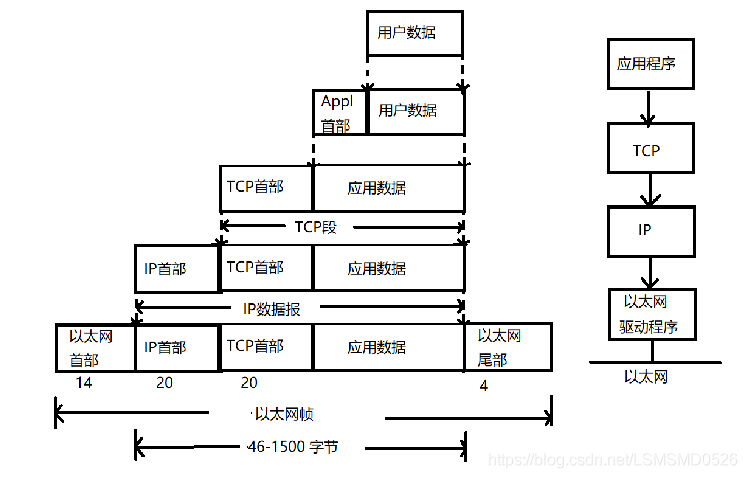 用户数据
应用程序
Appl
首部
用户数据
TCP
TCP首部
应用数据
TCP段
IP
IP首部
TCP首部
应用数据
IP数据报
以太网
驱动程序
以太网
首部
IP首部
TCP首部
应用数据
以太网
尾部
以太网
14
20
20
4
以太网帧
46-1500 字节
https://blog.csdn.net/LSMSMD0526